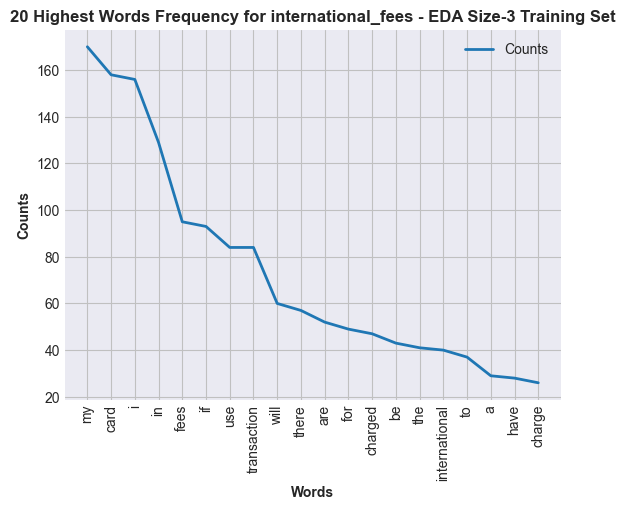 20 Highest Words Frequency for international_fees - EDA Size-3 Training Set
Counts
160
140
120
100
80
60
40
20
Counts
my
card
i
in
fees
if
use
transaction
will
there
are
for
charged
be
the
international
to
a
have
charge
Words